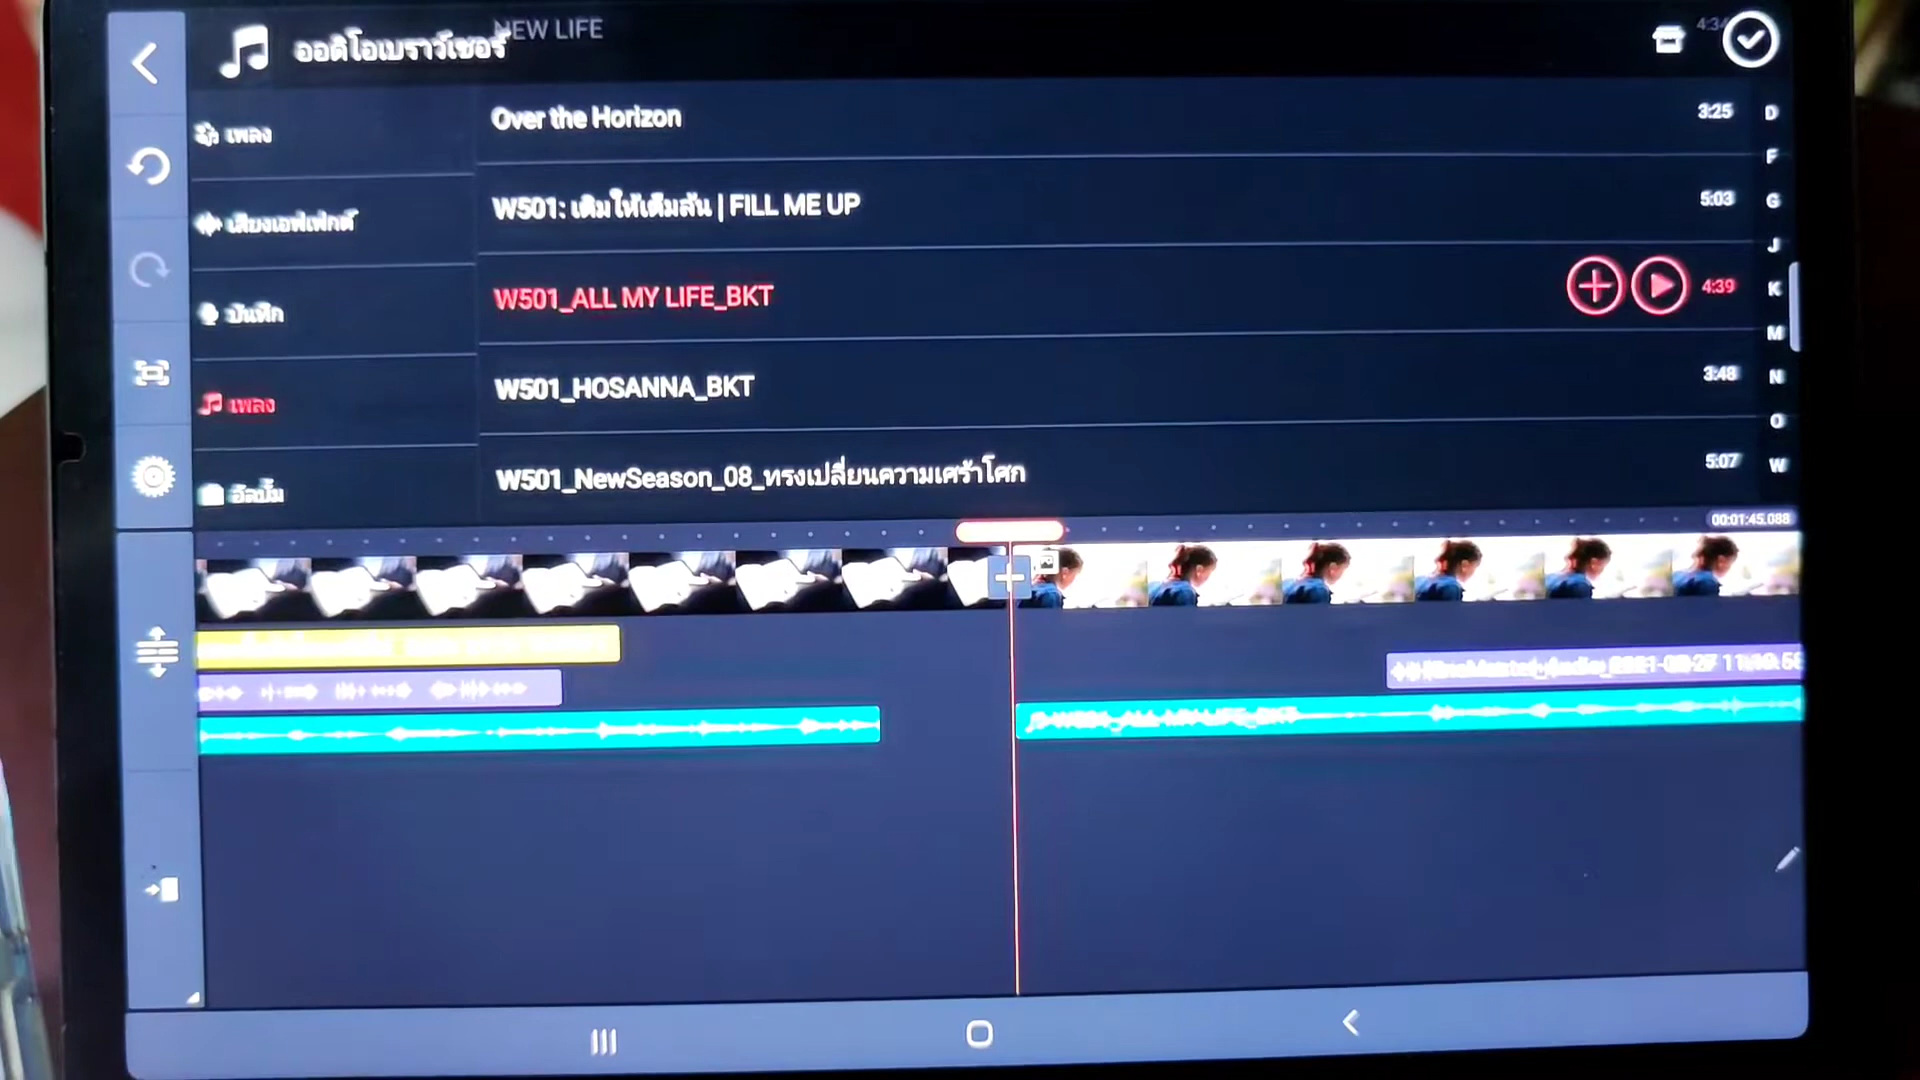 ออดิโอเบราว์เซอร์
NEW LIFE
4:34
เพลง
เสียงเอฟเฟกต์
บันทึก
เพลง
อัลบั้ม
Over the Horizon 3:25
W501: เติมให้เต็มล้น | FILL ME UP 5:03
W501_ALL MY LIFE_BKT 4:39
W501_HOSANNA_BKT 3:48
W501_NewSeason_08_ทรงเปลี่ยนความเศร้าโศก 5:07
D
F
G
J
K
M
N
O
W
00:01:45.088
W501_ALL MY LIFE_BKT